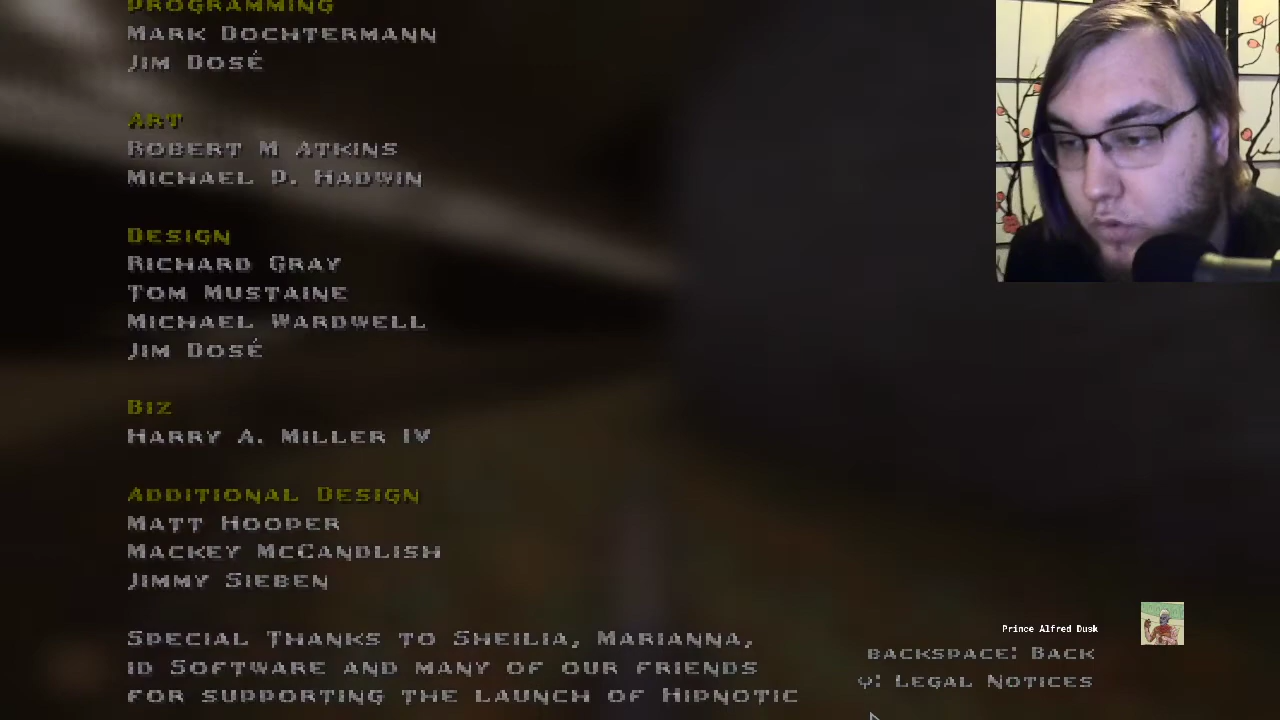 Programming
Mark Dochtermann
Jim Dosé
Art
Robert M Atkins
Michael P. Hadwin
Design
Richard Gray
Tom Mustaine
Michael Wardwell
Jim Dosé
Biz
Harry A. Miller IV
Additional Design
Matt Hooper
Mackey McCandlish
Jimmy Sieben
Special Thanks to Sheilia, Marianna,
id Software and many of our friends
for supporting the launch of Hipnotic
Prince Alfred Dusk
backspace: Back
y: Legal Notices